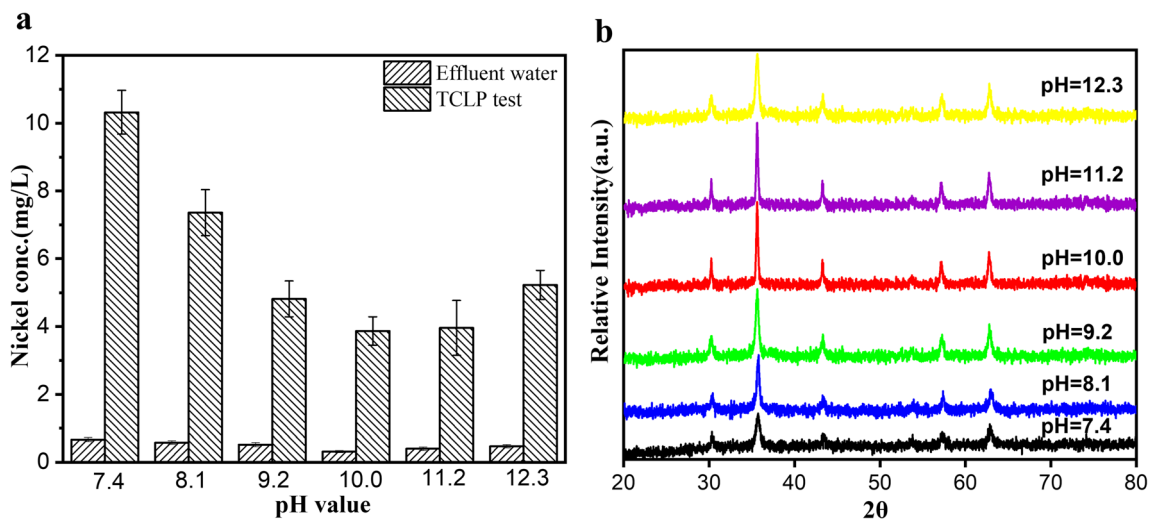 a
12
10
8
6
4
2
0
Nickel conc.(mg/L)
Effluent water
TCLP test
7.4 8.1 9.2 10.0 11.2 12.3
pH value
b
Relative Intensity(a.u.)
pH=12.3
pH=11.2
pH=10.0
pH=9.2
pH=8.1
pH=7.4
20 30 40 50 60 70 80
2θ